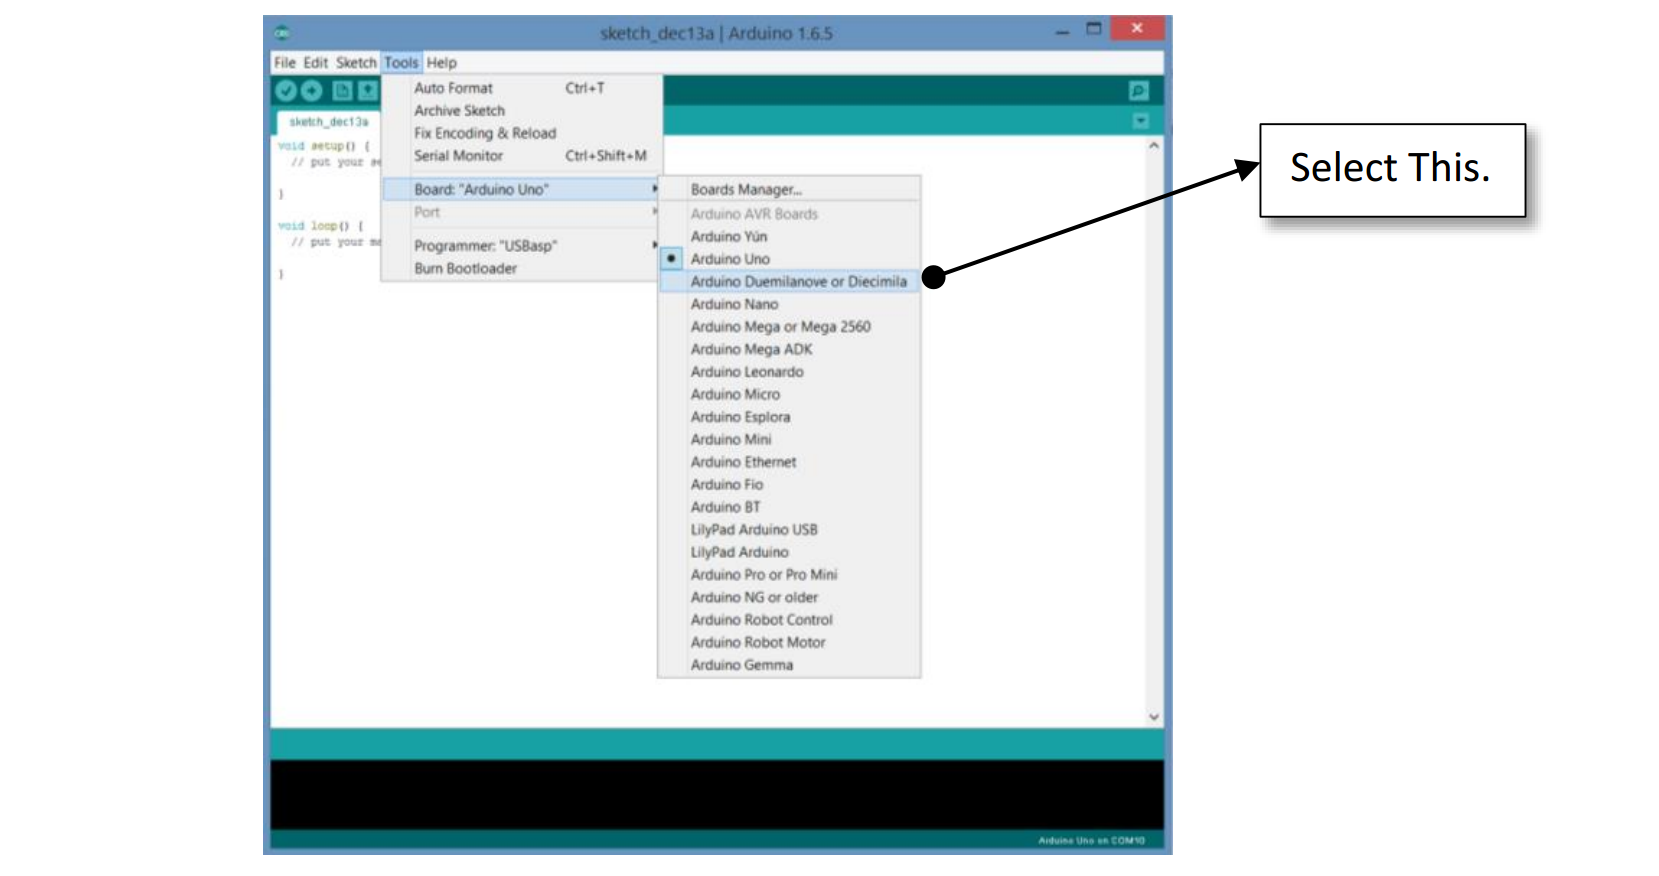 sketch_dec13a | Arduino 1.6.5
File Edit Sketch Tools Help
sketch_dec13a
void setup() {
// put your
}
void loop() {
// put your
}
Auto Format Ctrl+T
Archive Sketch
Fix Encoding & Reload
Serial Monitor Ctrl+Shift+M
Board: "Arduino Uno"
Port
Programmer: "USBasp"
Burn Bootloader
Boards Manager...
Arduino AVR Boards
Arduino Yún
Arduino Uno
Arduino Duemilanove or Diecimila
Arduino Nano
Arduino Mega or Mega 2560
Arduino Mega ADK
Arduino Leonardo
Arduino Micro
Arduino Esplora
Arduino Mini
Arduino Ethernet
Arduino Fio
Arduino BT
LilyPad Arduino USB
LilyPad Arduino
Arduino Pro or Pro Mini
Arduino NG or older
Arduino Robot Control
Arduino Robot Motor
Arduino Gemma
Select This.
Arduino Uno on COM10